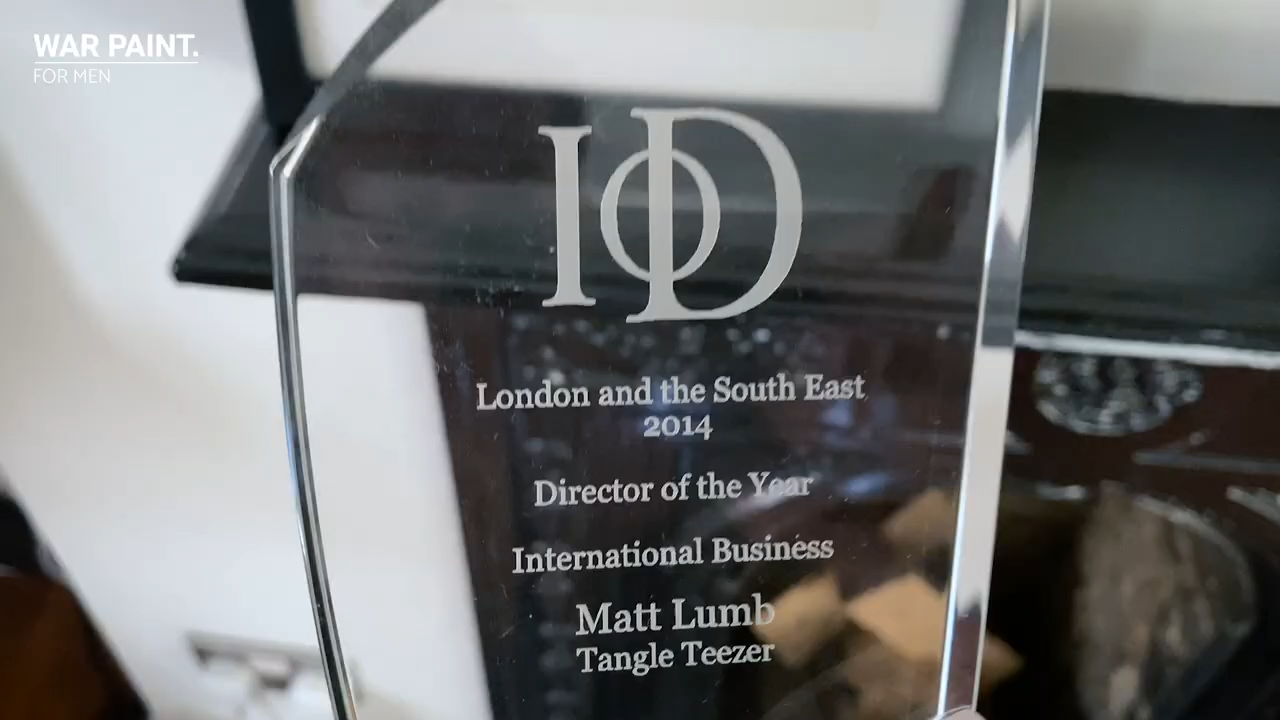 WAR PAINT.
FOR MEN
IOD
London and the South East
2014
Director of the Year
International Business
Matt Lumb
Tangle Teezer